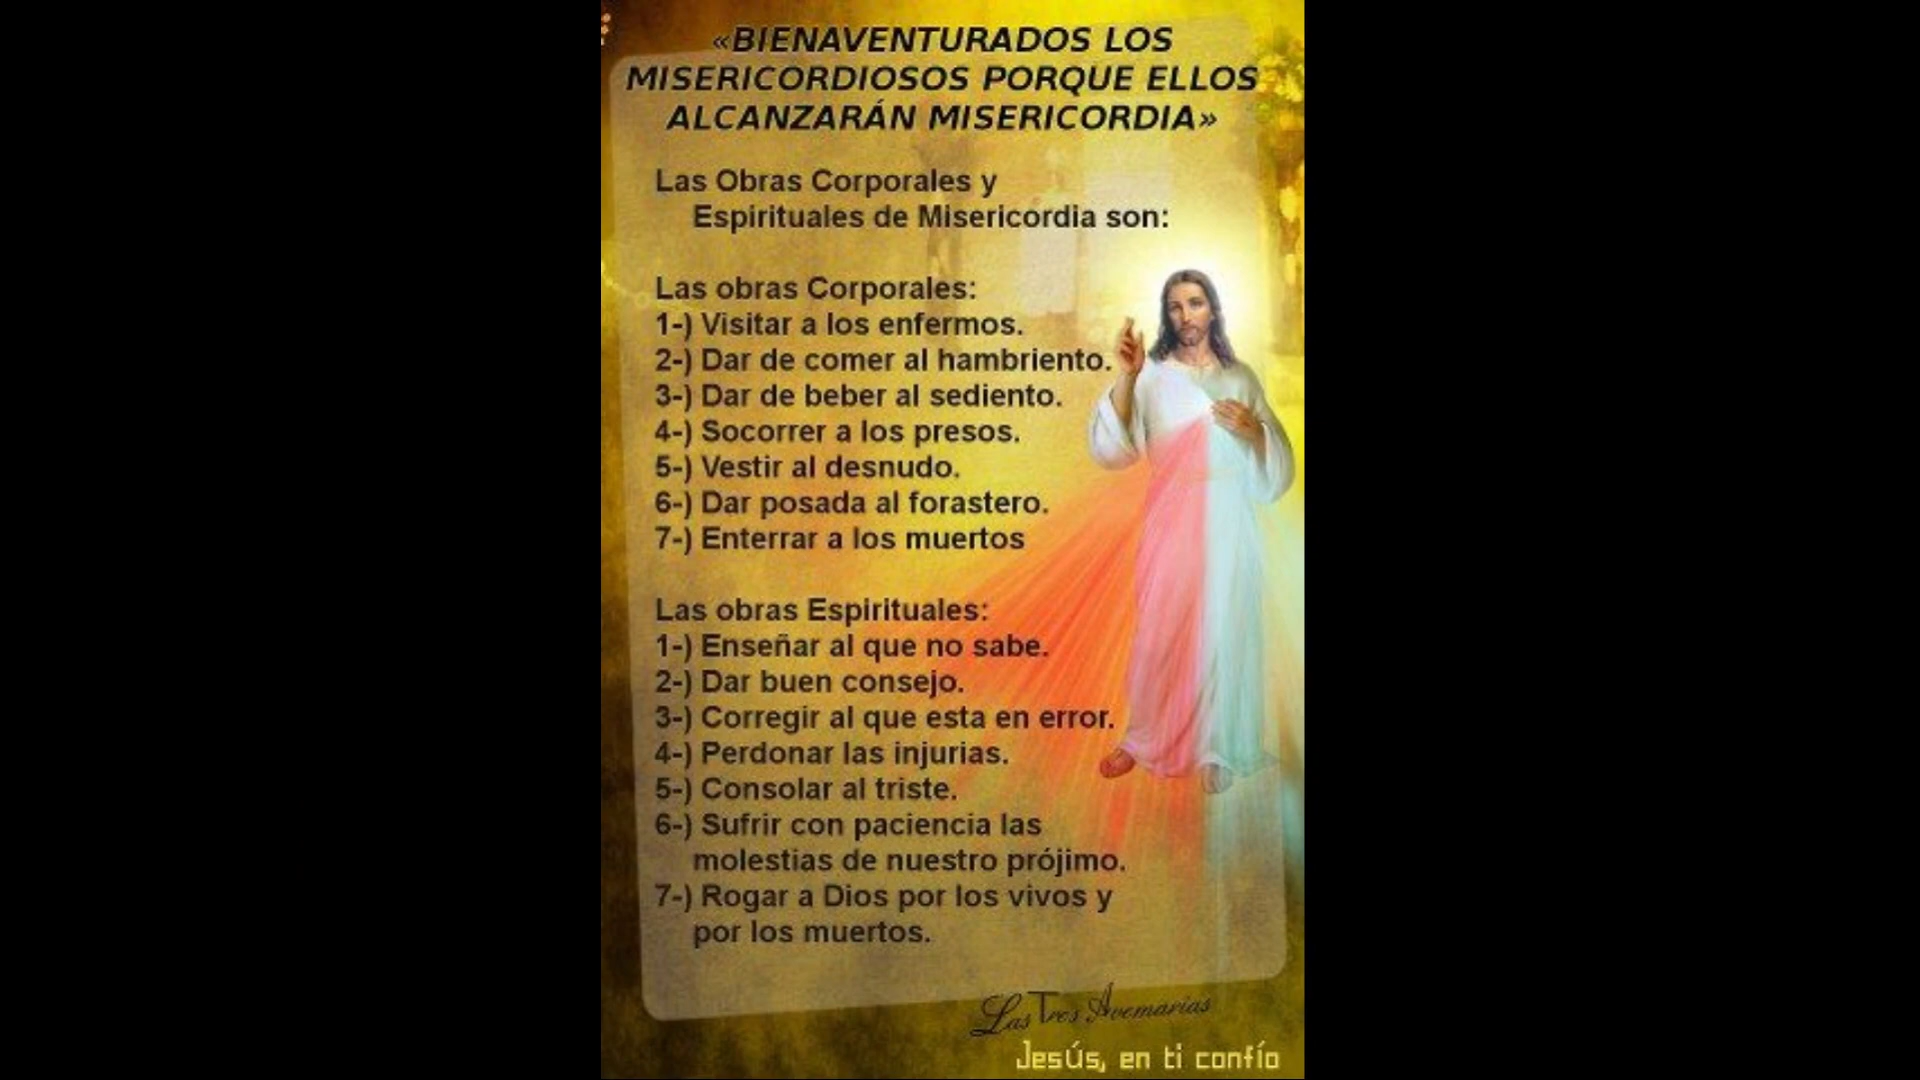 «BIENAVENTURADOS LOS
MISERICORDIOSOS PORQUE ELLOS
ALCANZARÁN MISERICORDIA»
Las Obras Corporales y
Espirituales de Misericordia son:
Las obras Corporales:
1-) Visitar a los enfermos.
2-) Dar de comer al hambriento.
3-) Dar de beber al sediento.
4-) Socorrer a los presos.
5-) Vestir al desnudo.
6-) Dar posada al forastero.
7-) Enterrar a los muertos
Las obras Espirituales:
1-) Enseñar al que no sabe.
2-) Dar buen consejo.
3-) Corregir al que esta en error.
4-) Perdonar las injurias.
5-) Consolar al triste.
6-) Sufrir con paciencia las
molestias de nuestro prójimo.
7-) Rogar a Dios por los vivos y
por los muertos.
Las Tres Avemarias
Jesús, en ti confío